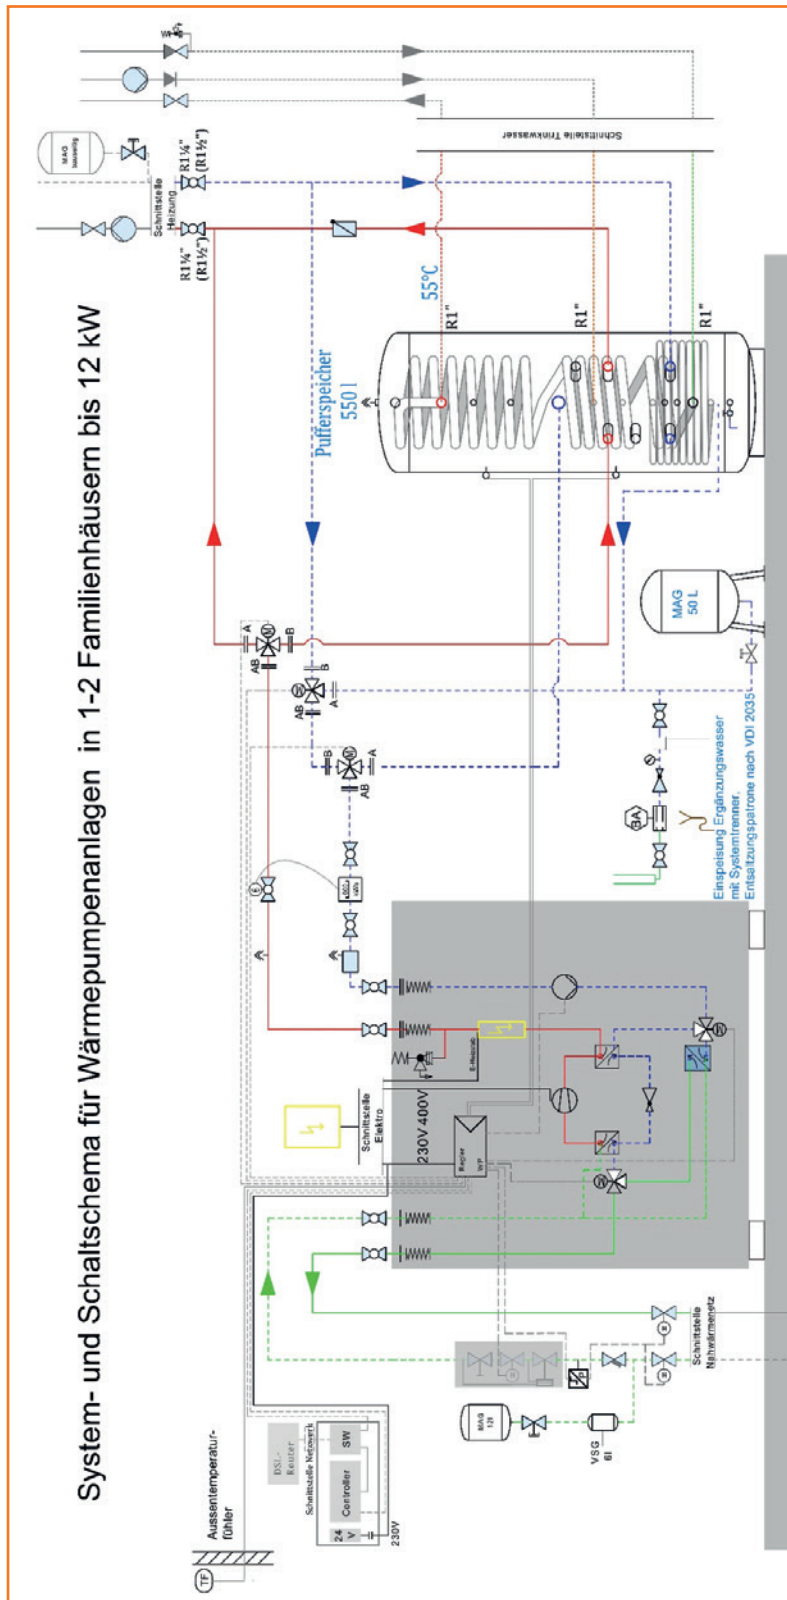 System- und Schaltschema für Wärmepumpenanlagen in 1-2 Familienhäusern bis 12 kW
Aussentemperatur-
fühler
TF
DSL-
Router
Schnittstelle Netzwerk
SW
Controller
24
V
230V
MAG
bauseitig
Schnittstelle
Heizung
R1¼"
(R1½")
R1¼"
(R1½")
Schnittstelle Trinkwasser
55°C
R1"
R1"
R1"
Pufferspeicher
550 l
A
M
AB
B
B
M
AB
A
B
M
A
AB
MAG
50 L
Einspeisung Ergänzungswasser
mit Systemtrenner.
Entsalzungspatrone nach VDI 2035
BA
Schnittstelle
Elektro
230V 400V
E-Heizstab
Regler
WP
M
M
MAG
12l
VSG
6l
P
Schnittstelle
Nahwärmenetz